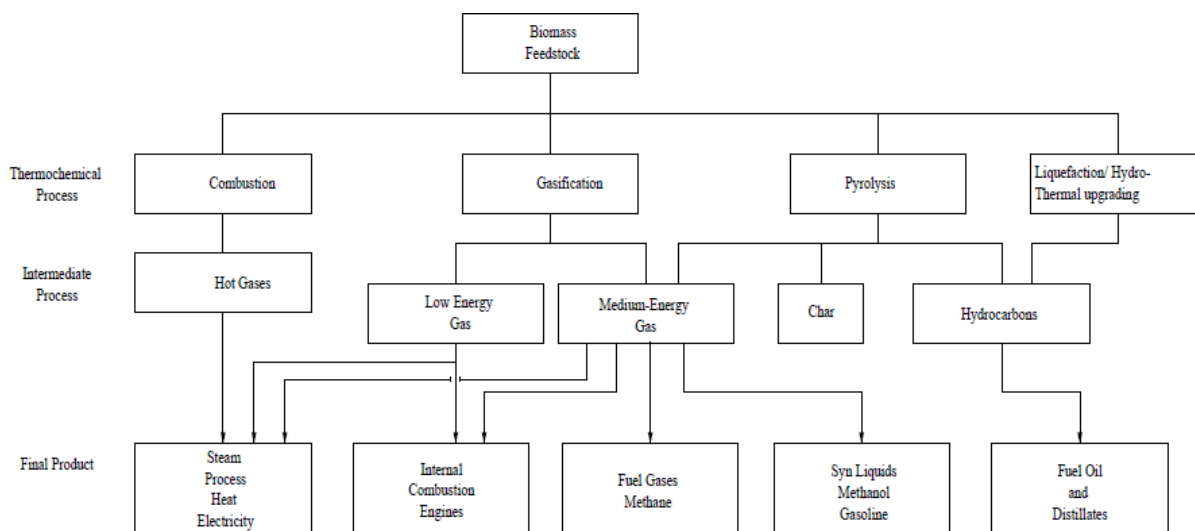 Biomass
Feedstock
Thermochemical
Process
Combustion
Gasification
Pyrolysis
Liquefaction/ Hydro-
Thermal upgrading
Intermediate
Process
Hot Gases
Low Energy
Gas
Medium-Energy
Gas
Char
Hydrocarbons
Final Product
Steam
Process
Heat
Electricity
Internal
Combustion
Engines
Fuel Gases
Methane
Syn Liquids
Methanol
Gasoline
Fuel Oil
and
Distillates